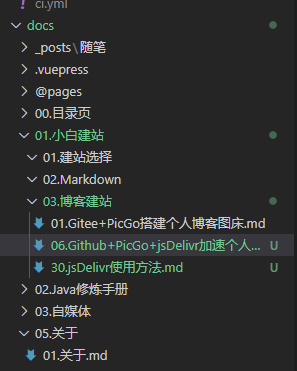 ci.yml
docs
_posts\随笔
.vuepress
@pages
00.目录页
01.小白建站
01.建站选择
02.Markdown
03.博客建站
01.Gitee+PicGo搭建个人博客图床.md
06.Github+PicGo+jsDelivr加速个人... U
30.jsDelivr使用方法.md U
02.Java修炼手册
03.自媒体
05.关于
01.关于.md